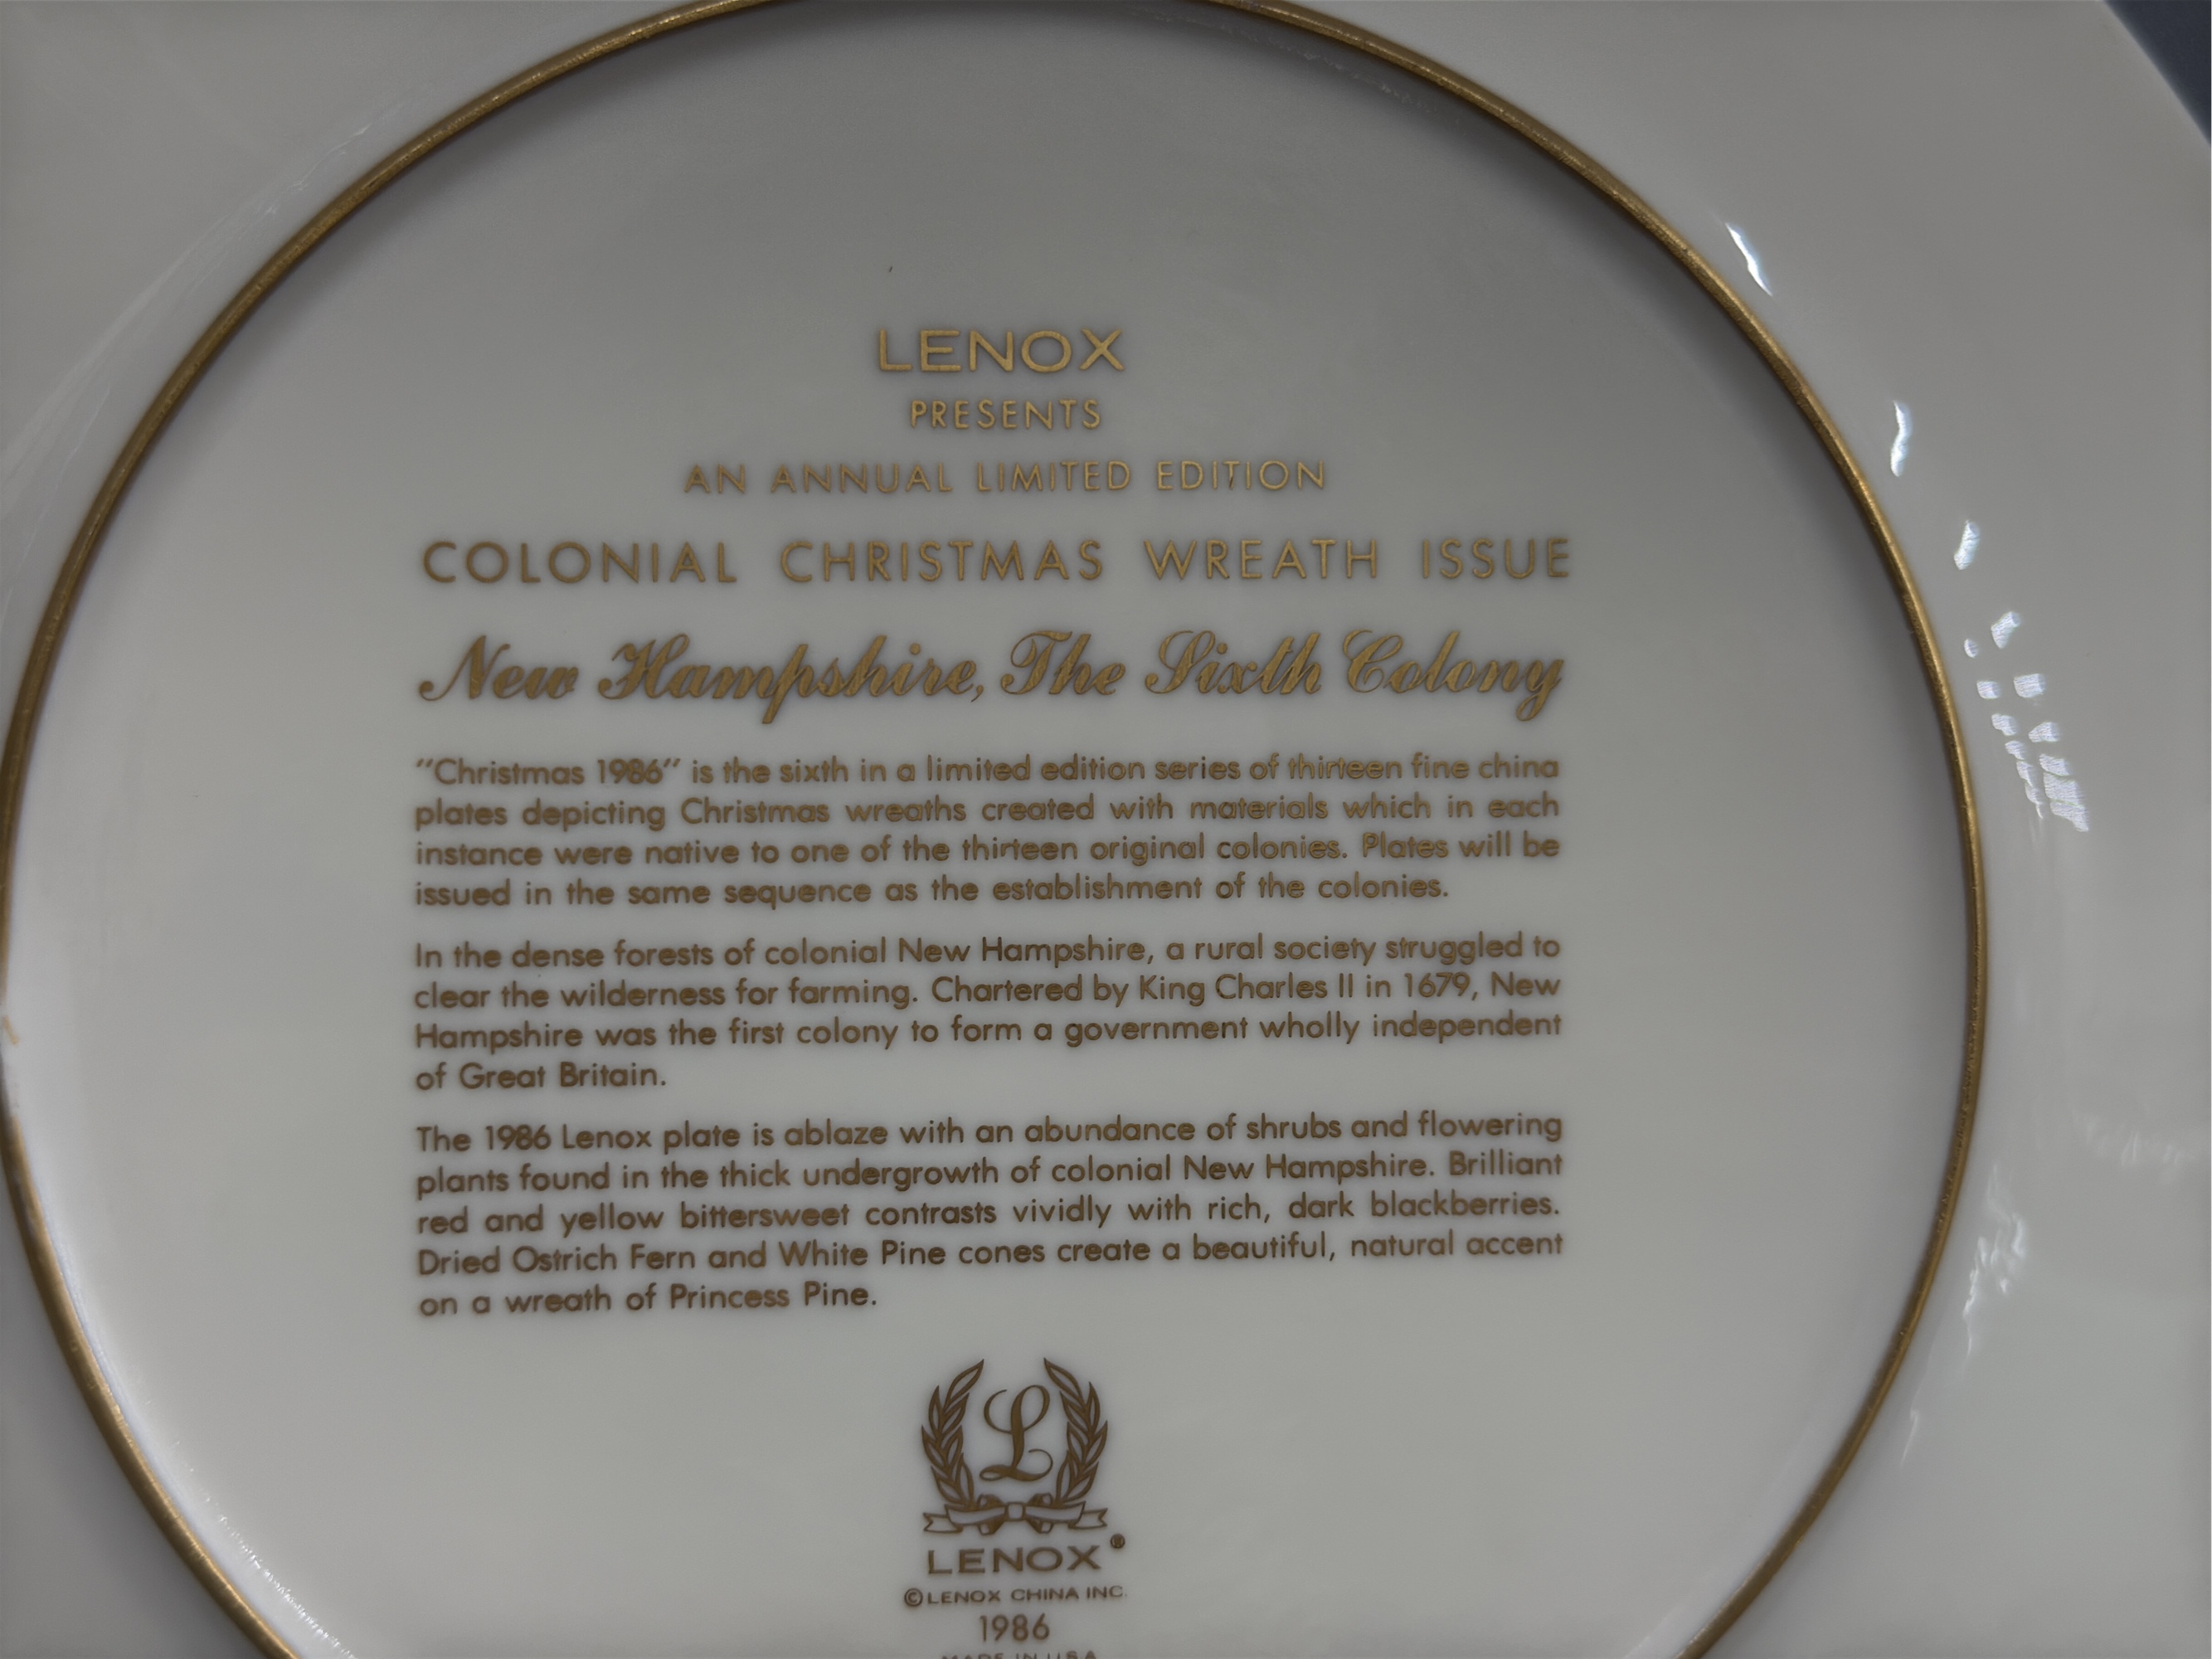 LENOX
PRESENTS
AN ANNUAL LIMITED EDITION
COLONIAL CHRISTMAS WREATH ISSUE
New Hampshire, The Sixth Colony
"Christmas 1986" is the sixth in a limited edition series of thirteen fine china
plates depicting Christmas wreaths created with materials which in each
instance were native to one of the thirteen original colonies. Plates will be
issued in the same sequence as the establishment of the colonies.
In the dense forests of colonial New Hampshire, a rural society struggled to
clear the wilderness for farming. Chartered by King Charles II in 1679, New
Hampshire was the first colony to form a government wholly independent
of Great Britain.
The 1986 Lenox plate is ablaze with an abundance of shrubs and flowering
plants found in the thick undergrowth of colonial New Hampshire. Brilliant
red and yellow bittersweet contrasts vividly with rich, dark blackberries.
Dried Ostrich Fern and White Pine cones create a beautiful, natural accent
on a wreath of Princess Pine.
L
LENOX®
©LENOX CHINA INC.
1986
MADE IN U.S.A.